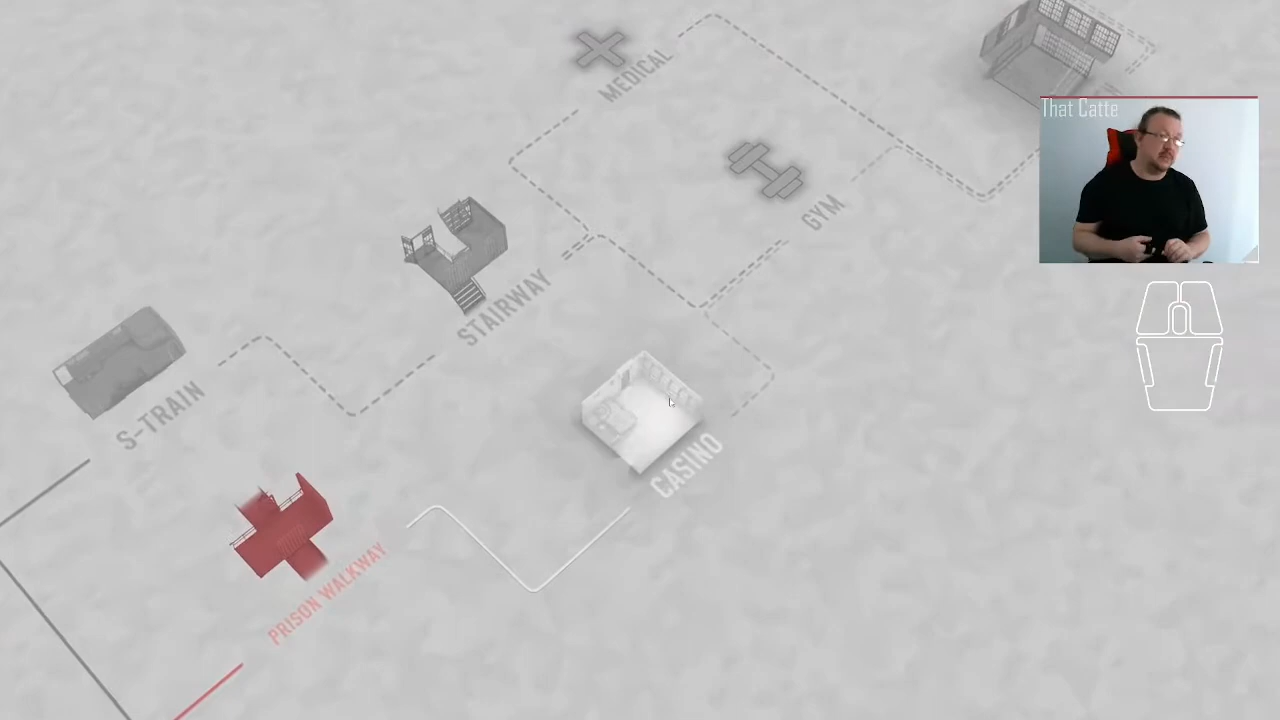 MEDICAL
That Catte
GYM
STAIRWAY
S-TRAIN
CASINO
PRISON WALKWAY